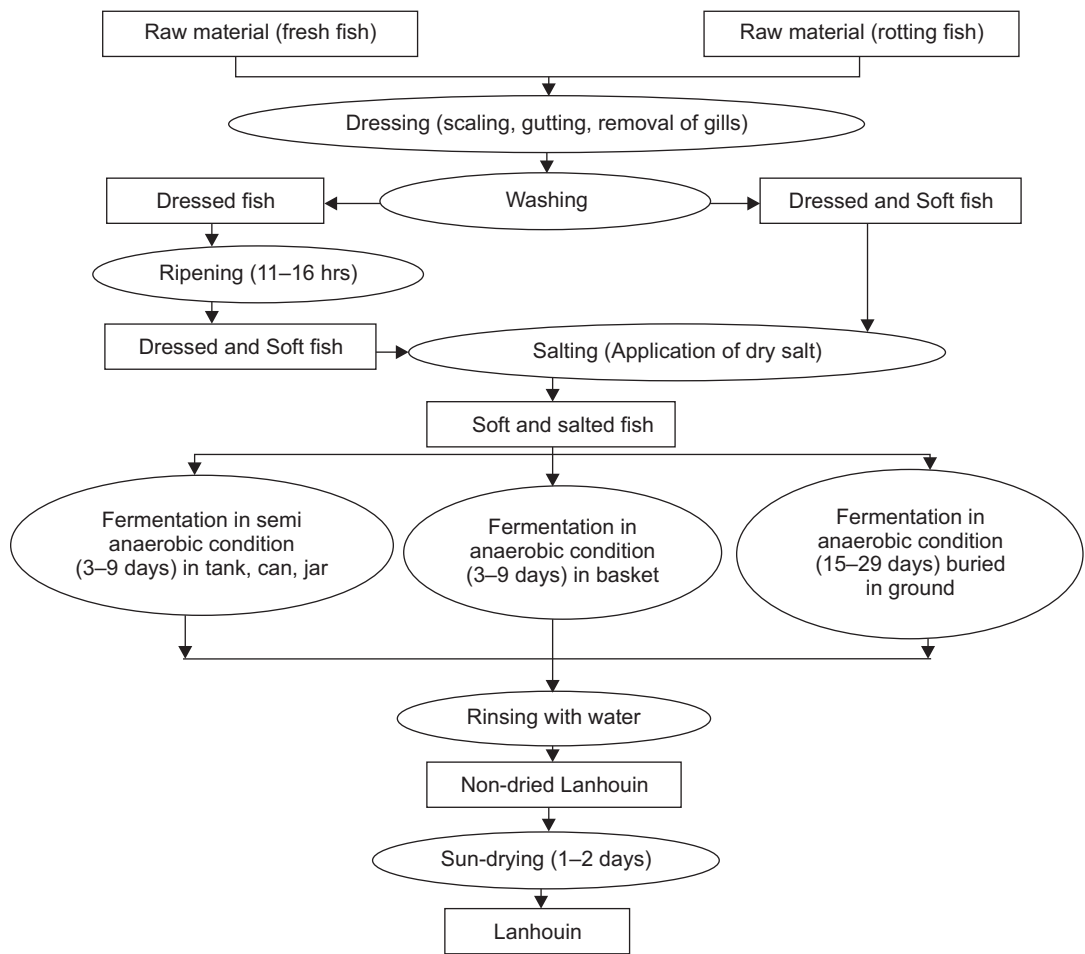 Raw material (fresh fish)
Raw material (rotting fish)
Dressing (scaling, gutting, removal of gills)
Dressed fish
Washing
Dressed and Soft fish
Ripening (11–16 hrs)
Dressed and Soft fish
Salting (Application of dry salt)
Soft and salted fish
Fermentation in semi
anaerobic condition
(3–9 days) in tank, can, jar
Fermentation in
anaerobic condition
(3–9 days) in basket
Fermentation in
anaerobic condition
(15–29 days) buried
in ground
Rinsing with water
Non-dried Lanhouin
Sun-drying (1–2 days)
Lanhouin